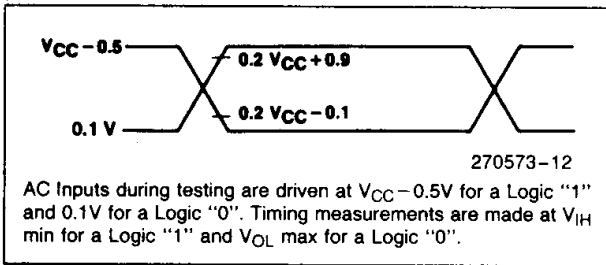 VCC−0.5
0.2 VCC+0.9
0.2 VCC−0.1
0.1 V
270573–12
AC Inputs during testing are driven at VCC−0.5V for a Logic "1"
and 0.1V for a Logic "0". Timing measurements are made at VIH
min for a Logic "1" and VOL max for a Logic "0".